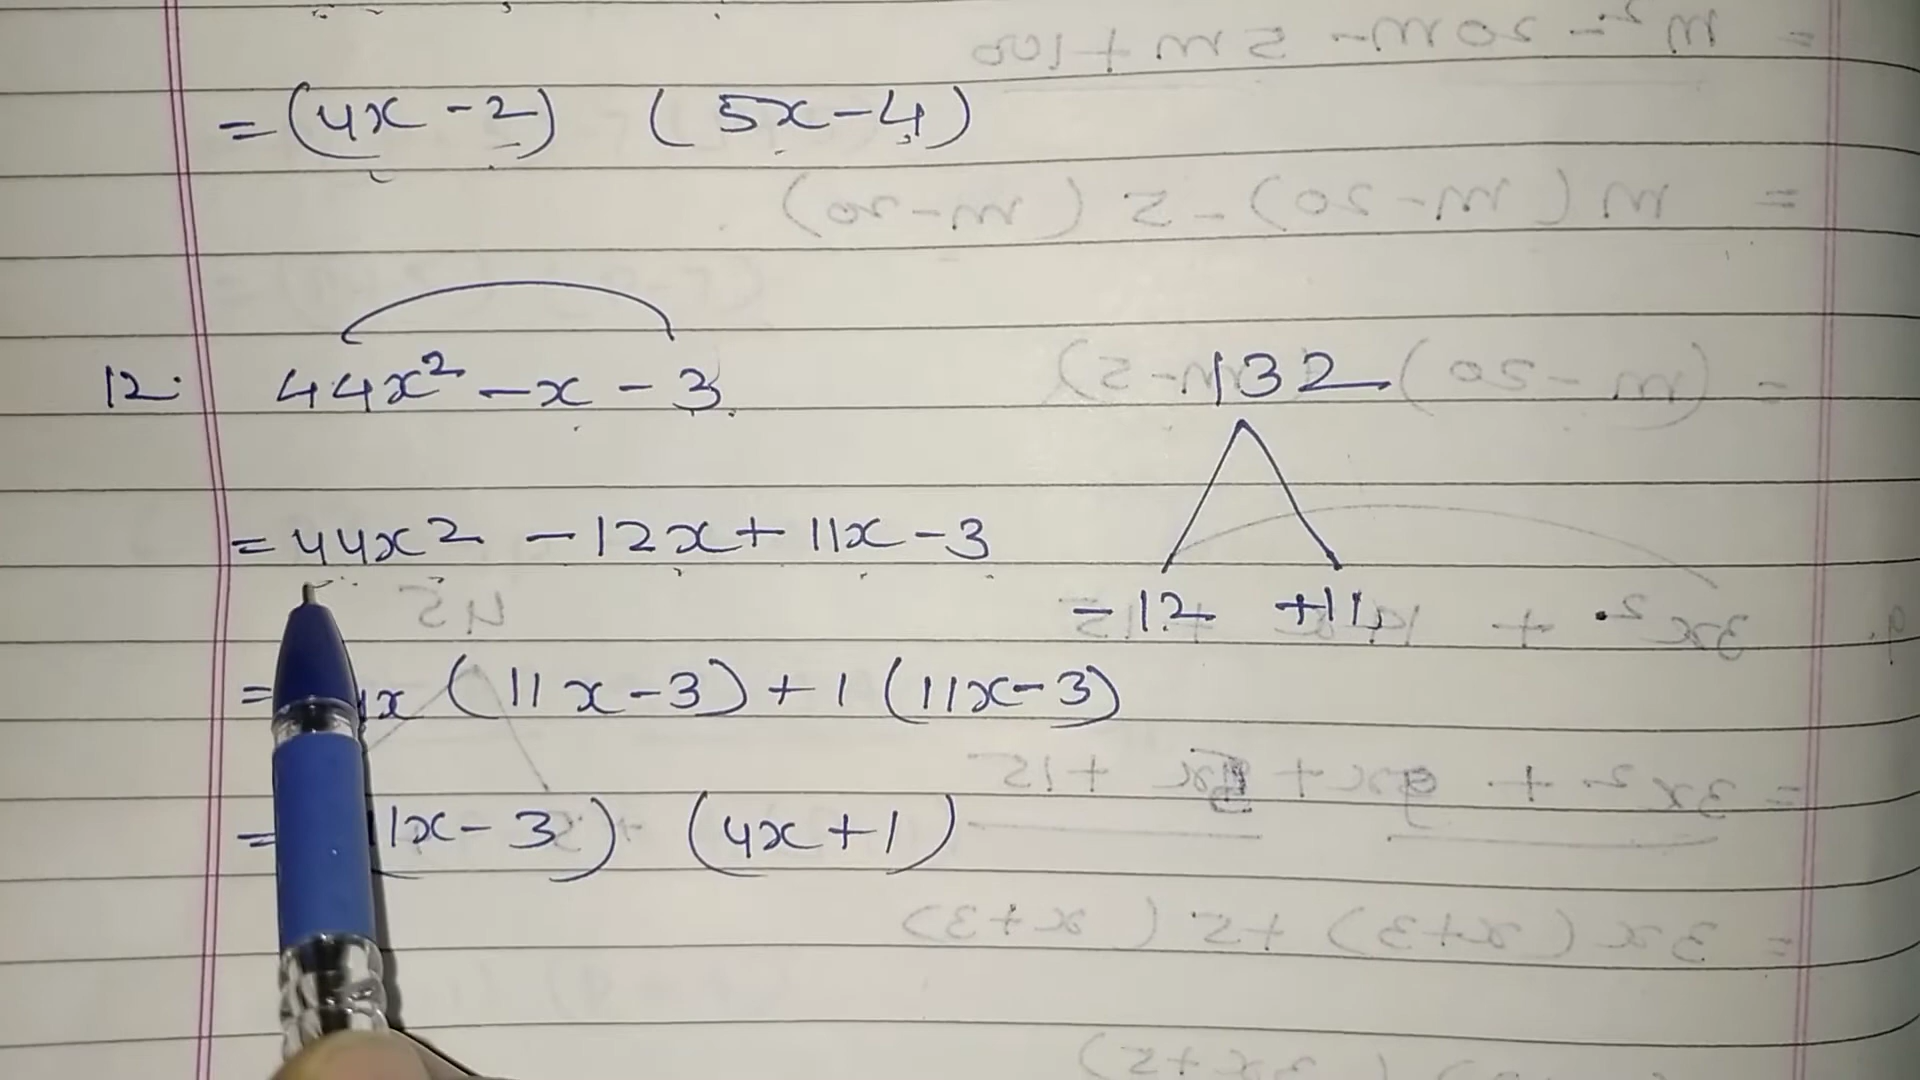 = (4x - 2) (5x - 4)
12. 44x² - x - 3
132
= 44x2 - 12x + 11x - 3
- 12 + 11
= 4x (11x - 3) + 1 (11x - 3)
= 11x - 3) (4x + 1)